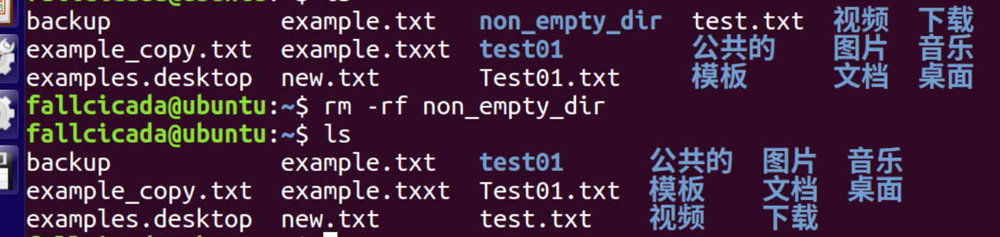 backup example.txt non_empty_dir test.txt 视频 下载
example_copy.txt example.txxt test01 公共的 图片 音乐
examples.desktop new.txt Test01.txt 模板 文档 桌面
fallcicada@ubuntu:~$ rm -rf non_empty_dir
fallcicada@ubuntu:~$ ls
backup example.txt test01 公共的 图片 音乐
example_copy.txt example.txxt Test01.txt 模板 文档 桌面
examples.desktop new.txt test.txt 视频 下载